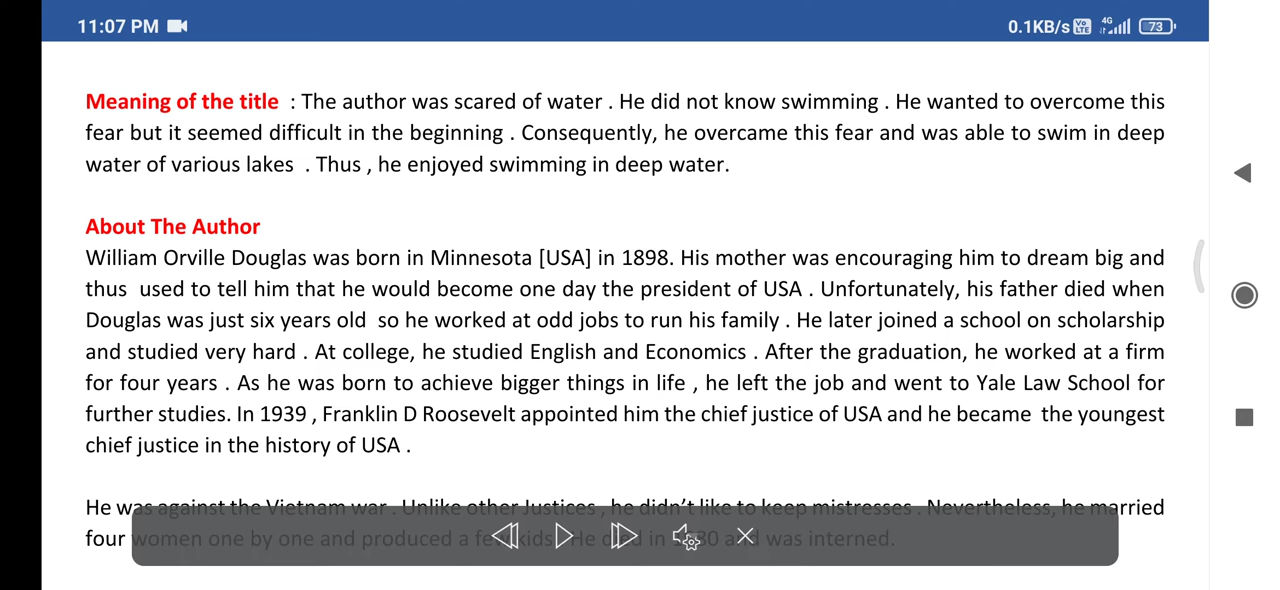 11:07 PM
0.1KB/s Vo LTE 4G 73
Meaning of the title : The author was scared of water . He did not know swimming . He wanted to overcome this
fear but it seemed difficult in the beginning . Consequently, he overcame this fear and was able to swim in deep
water of various lakes . Thus , he enjoyed swimming in deep water.
About The Author
William Orville Douglas was born in Minnesota [USA] in 1898. His mother was encouraging him to dream big and
thus used to tell him that he would become one day the president of USA . Unfortunately, his father died when
Douglas was just six years old so he worked at odd jobs to run his family . He later joined a school on scholarship
and studied very hard . At college, he studied English and Economics . After the graduation, he worked at a firm
for four years . As he was born to achieve bigger things in life , he left the job and went to Yale Law School for
further studies. In 1939 , Franklin D Roosevelt appointed him the chief justice of USA and he became the youngest
chief justice in the history of USA .
He was against the Vietnam war . Unlike other Justices , he didn't like to keep mistresses . Nevertheless, he married
four women one by one and produced a few kids. He died in and was interned.